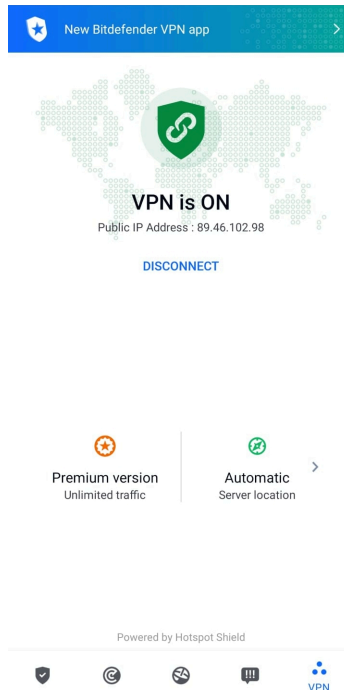 New Bitdefender VPN app
VPN is ON
Public IP Address : 89.46.102.98
DISCONNECT
Premium version
Unlimited traffic
Automatic
Server location
Powered by Hotspot Shield
VPN